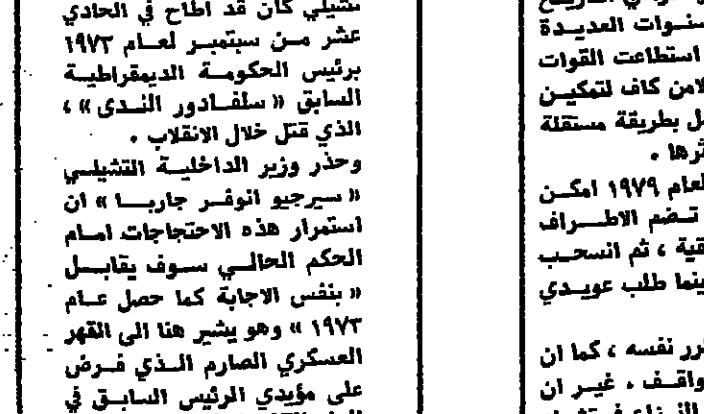 تشيلي كان قد اطاح في الحادي
عشر من سبتمبر لعام ١٩٧٣
برئيس الحكومة الديمقراطية
السابق « سلفادور الندى » ،
الذي قتل خلال الانقلاب .
وحذر وزير الداخلية التشيلي
« سيرجيو انوفر جاربا » ان
استمرار هذه الاحتجاجات امام
الحكم الحالي سوف يقابل
« بنفس الاجابة كما حصل عام
١٩٧٣ » وهو يشير هنا الى القهر
العسكري الصارم الذي فرض
على مؤيدي الرئيس السابق في
سنوات العديدة
استطاعت القوات
لامن كاف لتمكين
ل بطريقة مستقلة
ثرها .
لعام ١٩٧٩ امكن
تضم الاطراف
قية ، ثم انسحب
ينما طلب عويدي
رر نفسه ، كما ان
واقف . غير ان